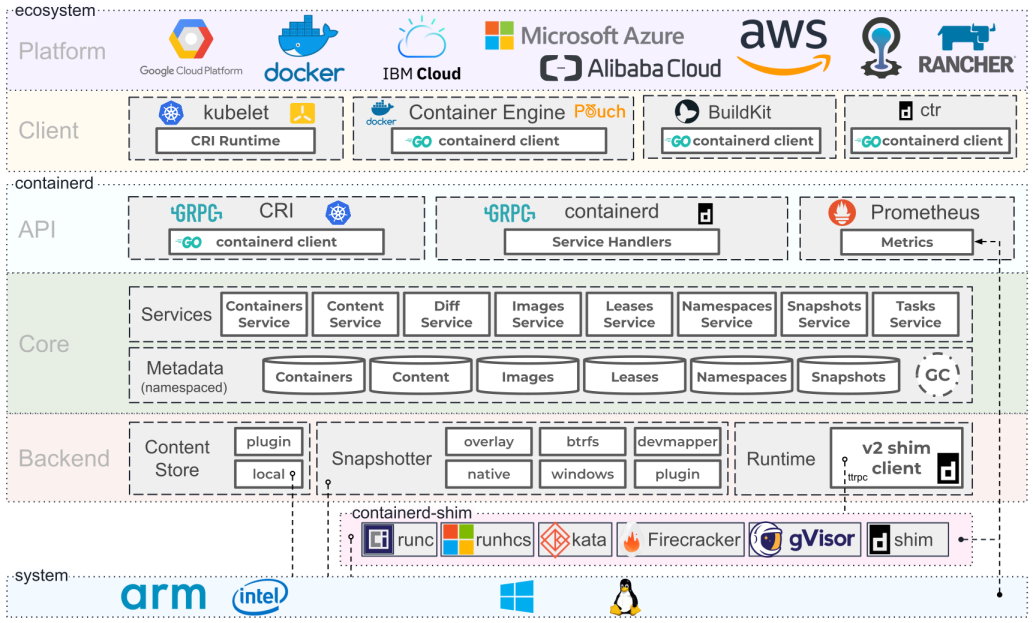 ecosystem
Platform
Google Cloud Platform
docker
IBM Cloud
Microsoft Azure
Alibaba Cloud
aws
RANCHER
Client
kubelet
CRI Runtime
docker
Container Engine
Pouch
GO containerd client
BuildKit
GO containerd client
ctr
GO containerd client
containerd
API
GRPC
CRI
GO containerd client
GRPC
containerd
Service Handlers
Prometheus
Metrics
Core
Services
Containers
Service
Content
Service
Diff
Service
Images
Service
Leases
Service
Namespaces
Service
Snapshots
Service
Tasks
Service
Metadata
(namespaced)
Containers
Content
Images
Leases
Namespaces
Snapshots
GC
Backend
Content
Store
plugin
local
Snapshotter
overlay
btrfs
devmapper
native
windows
plugin
Runtime
v2 shim
client
ttrpc
containerd-shim
Ci
runc
runhcs
kata
Firecracker
gVisor
shim
system
arm
intel